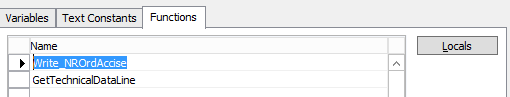 Variables Text Constants Functions
Name Locals
Write_NROrdAccise
GetTechnicalDataLine